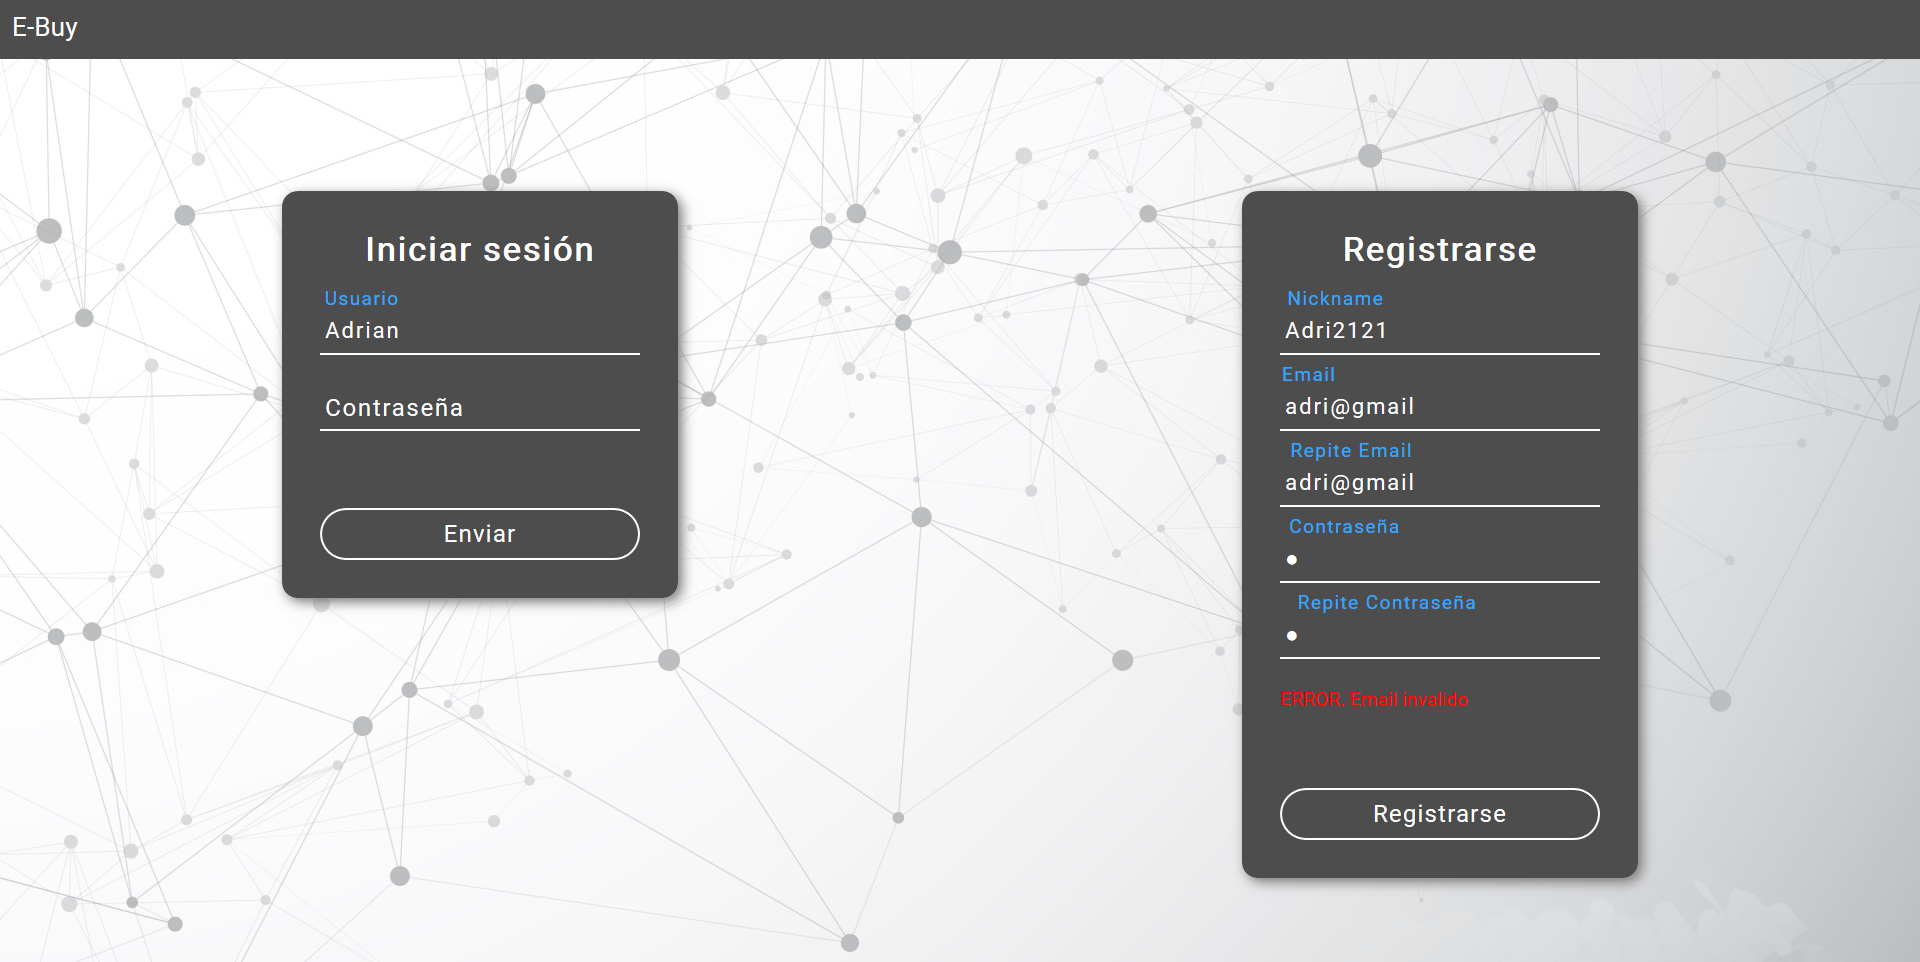 E-Buy
Iniciar sesión
Usuario
Adrian
Contraseña
Enviar
Registrarse
Nickname
Adri2121
Email
adri@gmail
Repite Email
adri@gmail
Contraseña
●
Repite Contraseña
●
ERROR. Email invalido
Registrarse